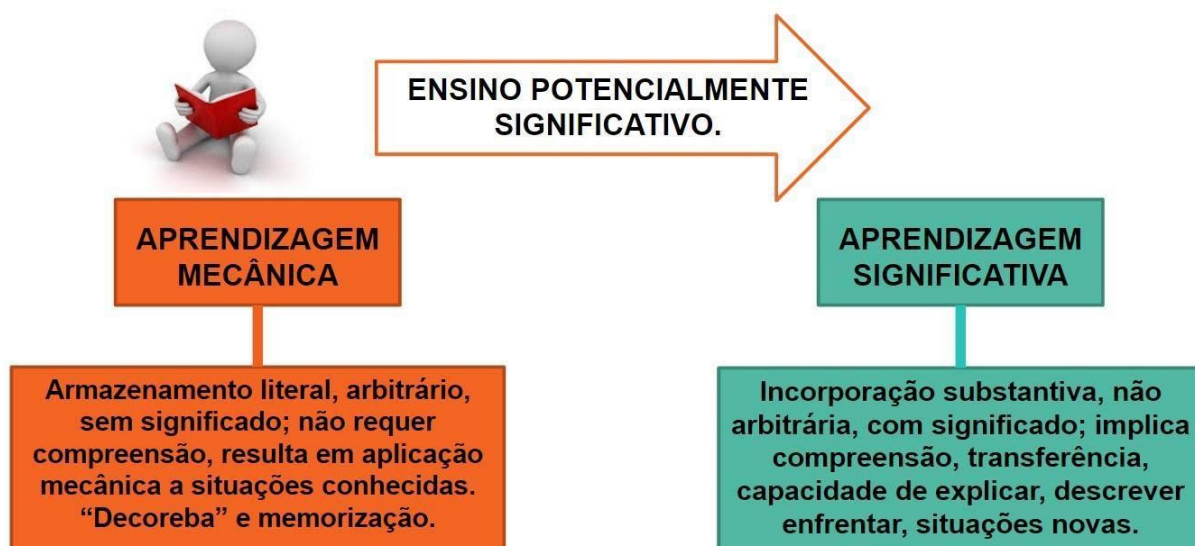 ENSINO POTENCIALMENTE
SIGNIFICATIVO.
APRENDIZAGEM
MECÂNICA
Armazenamento literal, arbitrário,
sem significado; não requer
compreensão, resulta em aplicação
mecânica a situações conhecidas.
“Decoreba” e memorização.
APRENDIZAGEM
SIGNIFICATIVA
Incorporação substantiva, não
arbitrária, com significado; implica
compreensão, transferência,
capacidade de explicar, descrever
enfrentar, situações novas.